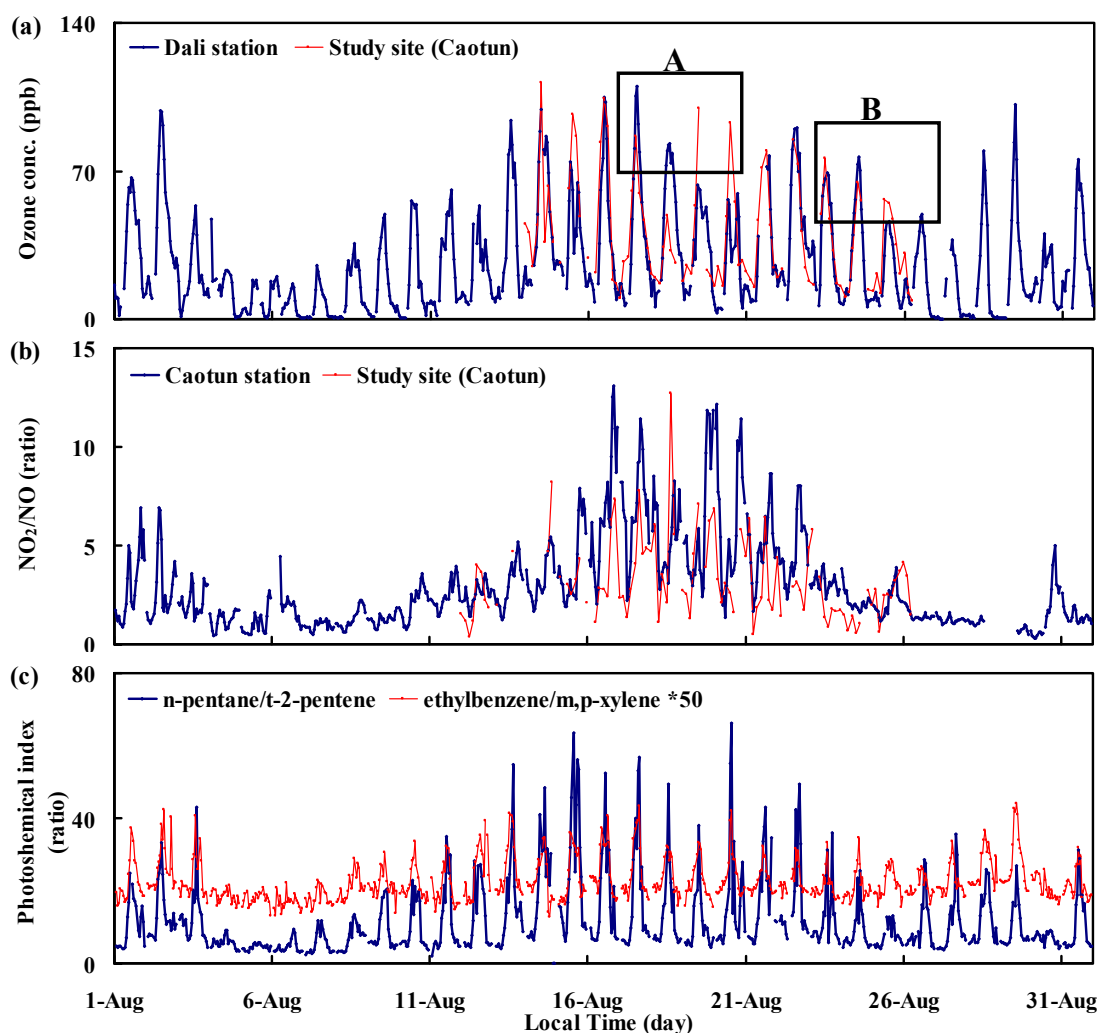 (a)
140
Dali station Study site (Caotun)
A
B
Ozone conc. (ppb)
70
0
(b)
15
Caotun station Study site (Caotun)
NO₂/NO (ratio)
10
5
0
(c)
80
n-pentane/t-2-pentene ethylbenzene/m,p-xylene *50
Photoshemical index
(ratio)
40
0
1-Aug 6-Aug 11-Aug 16-Aug 21-Aug 26-Aug 31-Aug
Local Time (day)